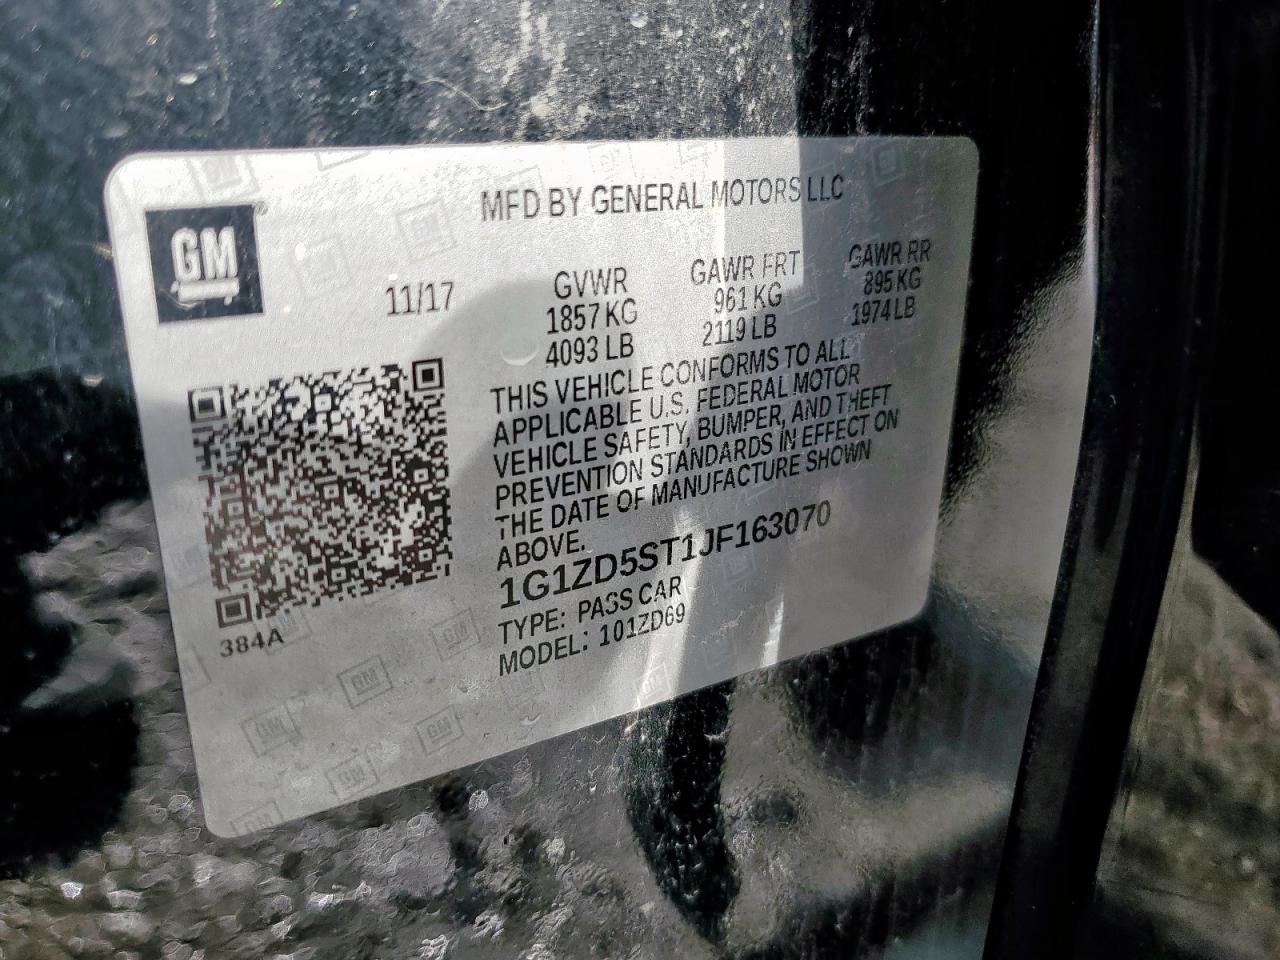 MFD BY GENERAL MOTORS LLC
GM®
11/17
GVWR GAWR FRT GAWR RR
1857 KG 961 KG 895 KG
4093 LB 2119 LB 1974 LB
THIS VEHICLE CONFORMS TO ALL
APPLICABLE U.S. FEDERAL MOTOR
VEHICLE SAFETY, BUMPER, AND THEFT
PREVENTION STANDARDS IN EFFECT ON
THE DATE OF MANUFACTURE SHOWN
ABOVE.
1G1ZD5ST1JF163070
TYPE: PASS CAR
MODEL: 101ZD69
384A